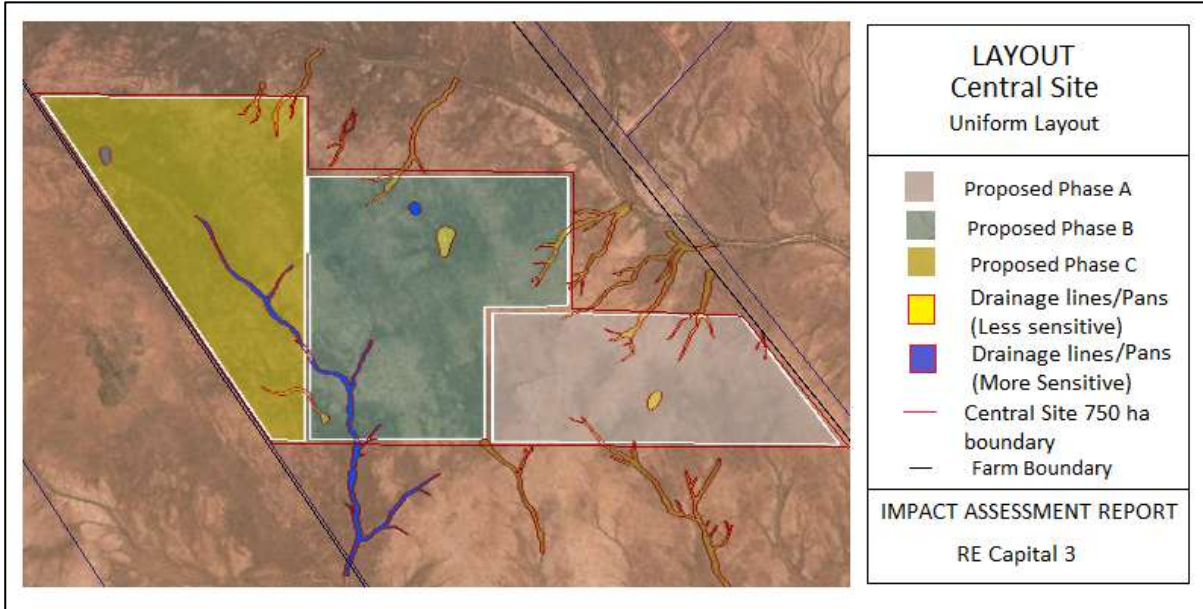 LAYOUT
Central Site
Uniform Layout
Proposed Phase A
Proposed Phase B
Proposed Phase C
Drainage lines/Pans
(Less sensitive)
Drainage lines/Pans
(More Sensitive)
Central Site 750 ha
boundary
Farm Boundary
IMPACT ASSESSMENT REPORT
RE Capital 3